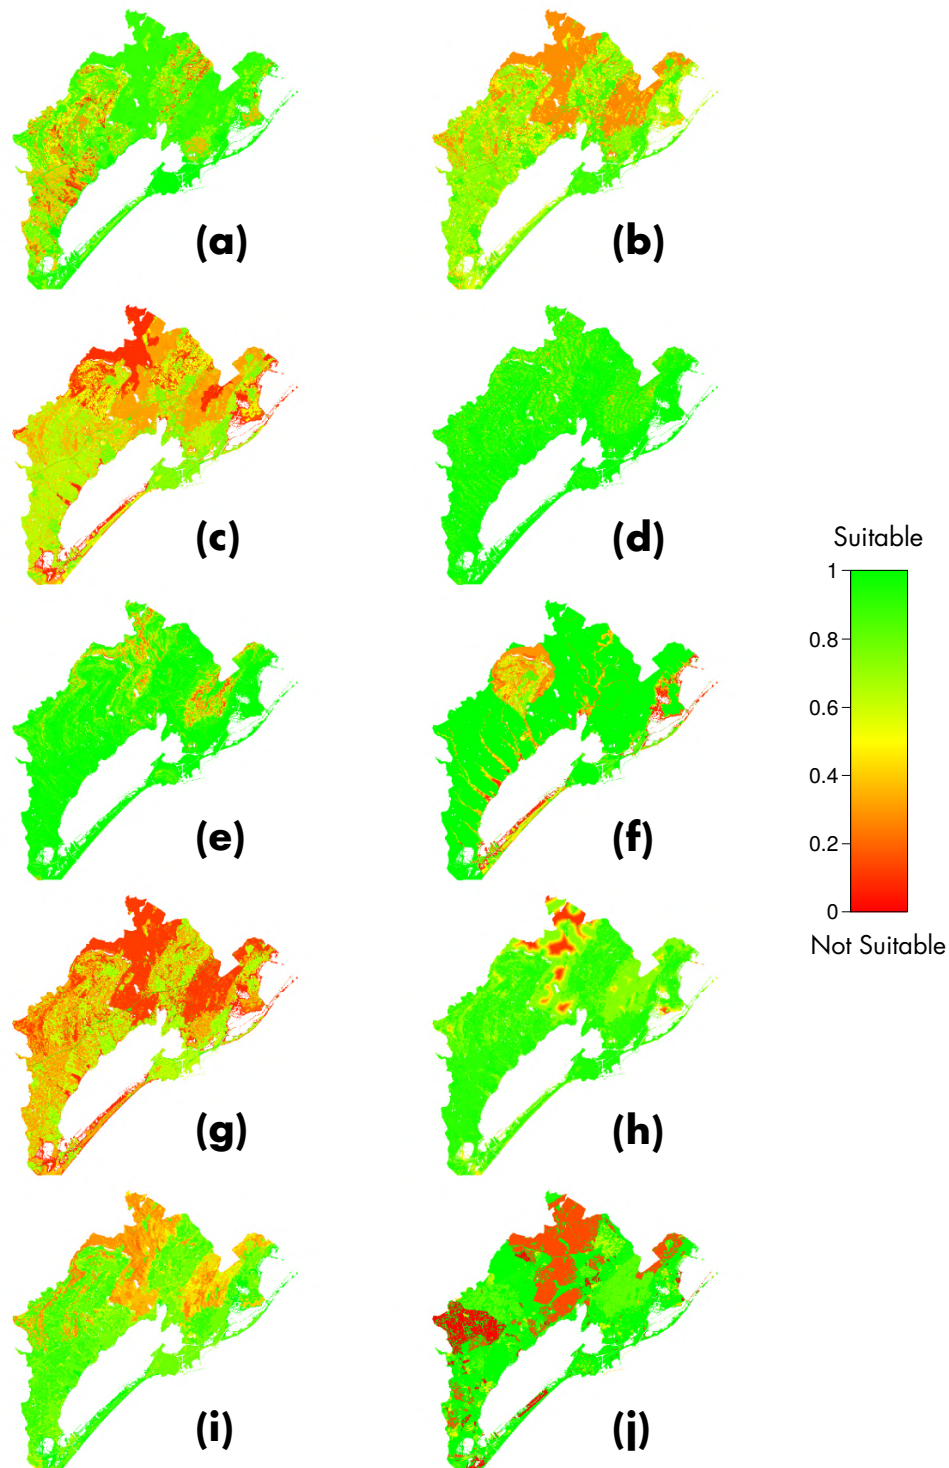 (a)
(b)
(c)
(d)
Suitable
1
0.8
(e)
(f)
0.6
0.4
0.2
0
Not Suitable
(g)
(h)
(i)
(j)